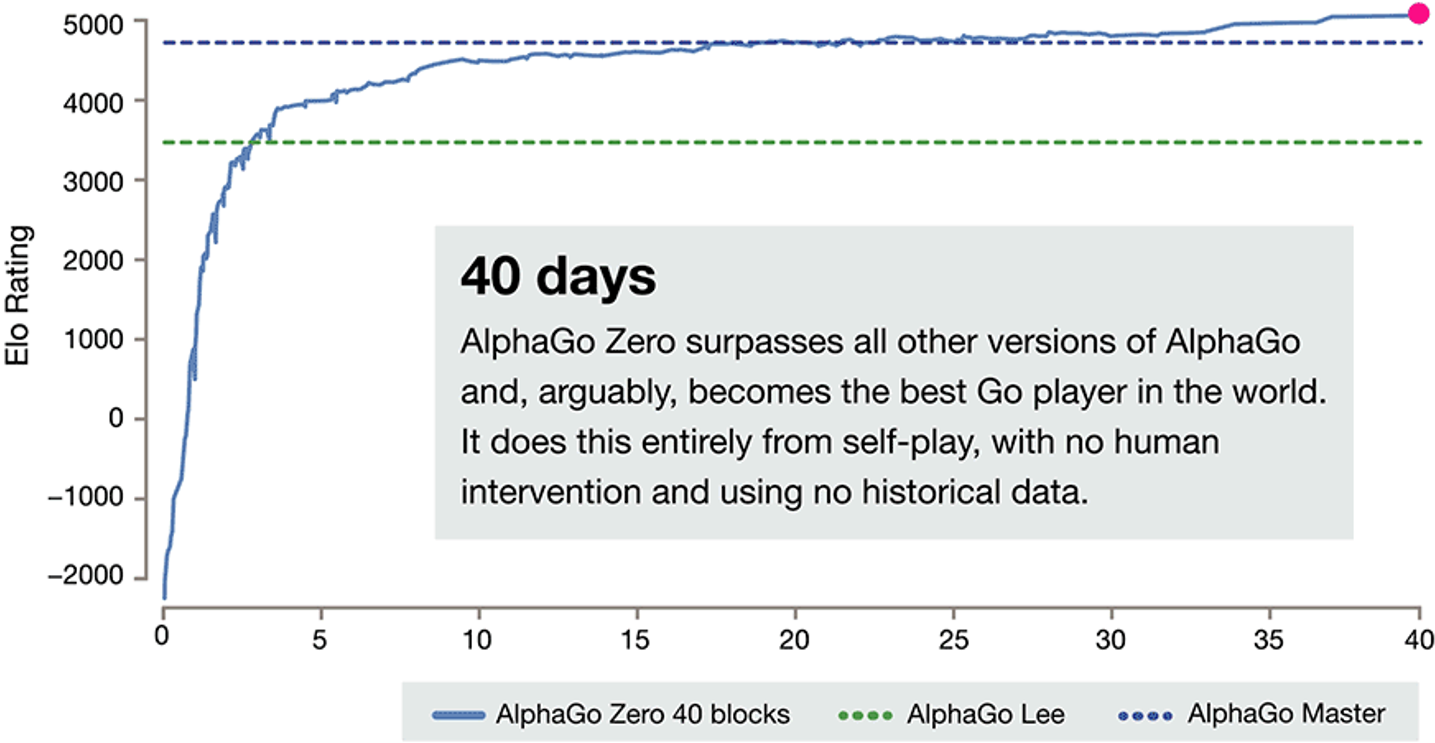 5000
4000
3000
2000
1000
0
−1000
−2000
Elo Rating
40 days
AlphaGo Zero surpasses all other versions of AlphaGo
and, arguably, becomes the best Go player in the world.
It does this entirely from self-play, with no human
intervention and using no historical data.
0 5 10 15 20 25 30 35 40
AlphaGo Zero 40 blocks AlphaGo Lee AlphaGo Master